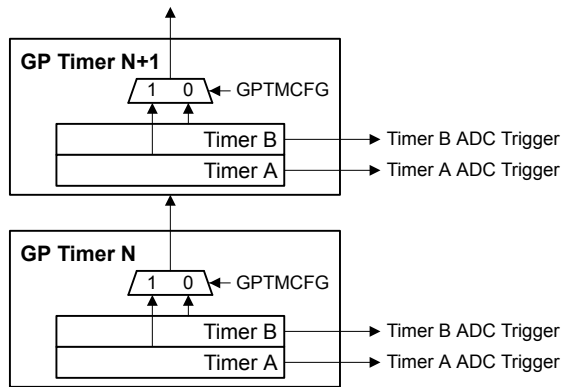 GP Timer N+1
1 0
GPTMCFG
Timer B
Timer B ADC Trigger
Timer A
Timer A ADC Trigger
GP Timer N
1 0
GPTMCFG
Timer B
Timer B ADC Trigger
Timer A
Timer A ADC Trigger